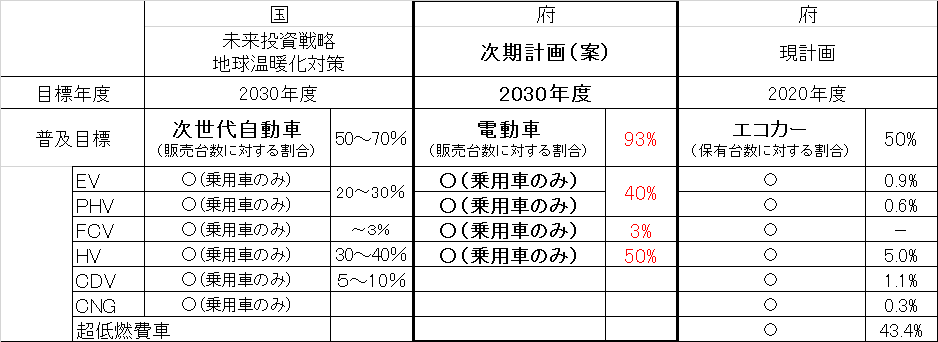 国 府 府
未来投資戦略
地球温暖化対策 次期計画(案) 現計画
目標年度 2030年度 2030年度 2020年度
普及目標 次世代自動車 50~70% 電動車 93% エコカー 50%
(販売台数に対する割合) (販売台数に対する割合) (保有台数に対する割合)
EV ○(乗用車のみ) 20~30% ○(乗用車のみ) 40% ○ 0.9%
PHV ○(乗用車のみ) ○(乗用車のみ) ○ 0.6%
FCV ○(乗用車のみ) ~3% ○(乗用車のみ) 3% ○ -
HV ○(乗用車のみ) 30~40% ○(乗用車のみ) 50% ○ 5.0%
CDV ○(乗用車のみ) 5~10% ○ 1.1%
CNG ○(乗用車のみ) ○ 0.3%
超低燃費車 ○ 43.4%